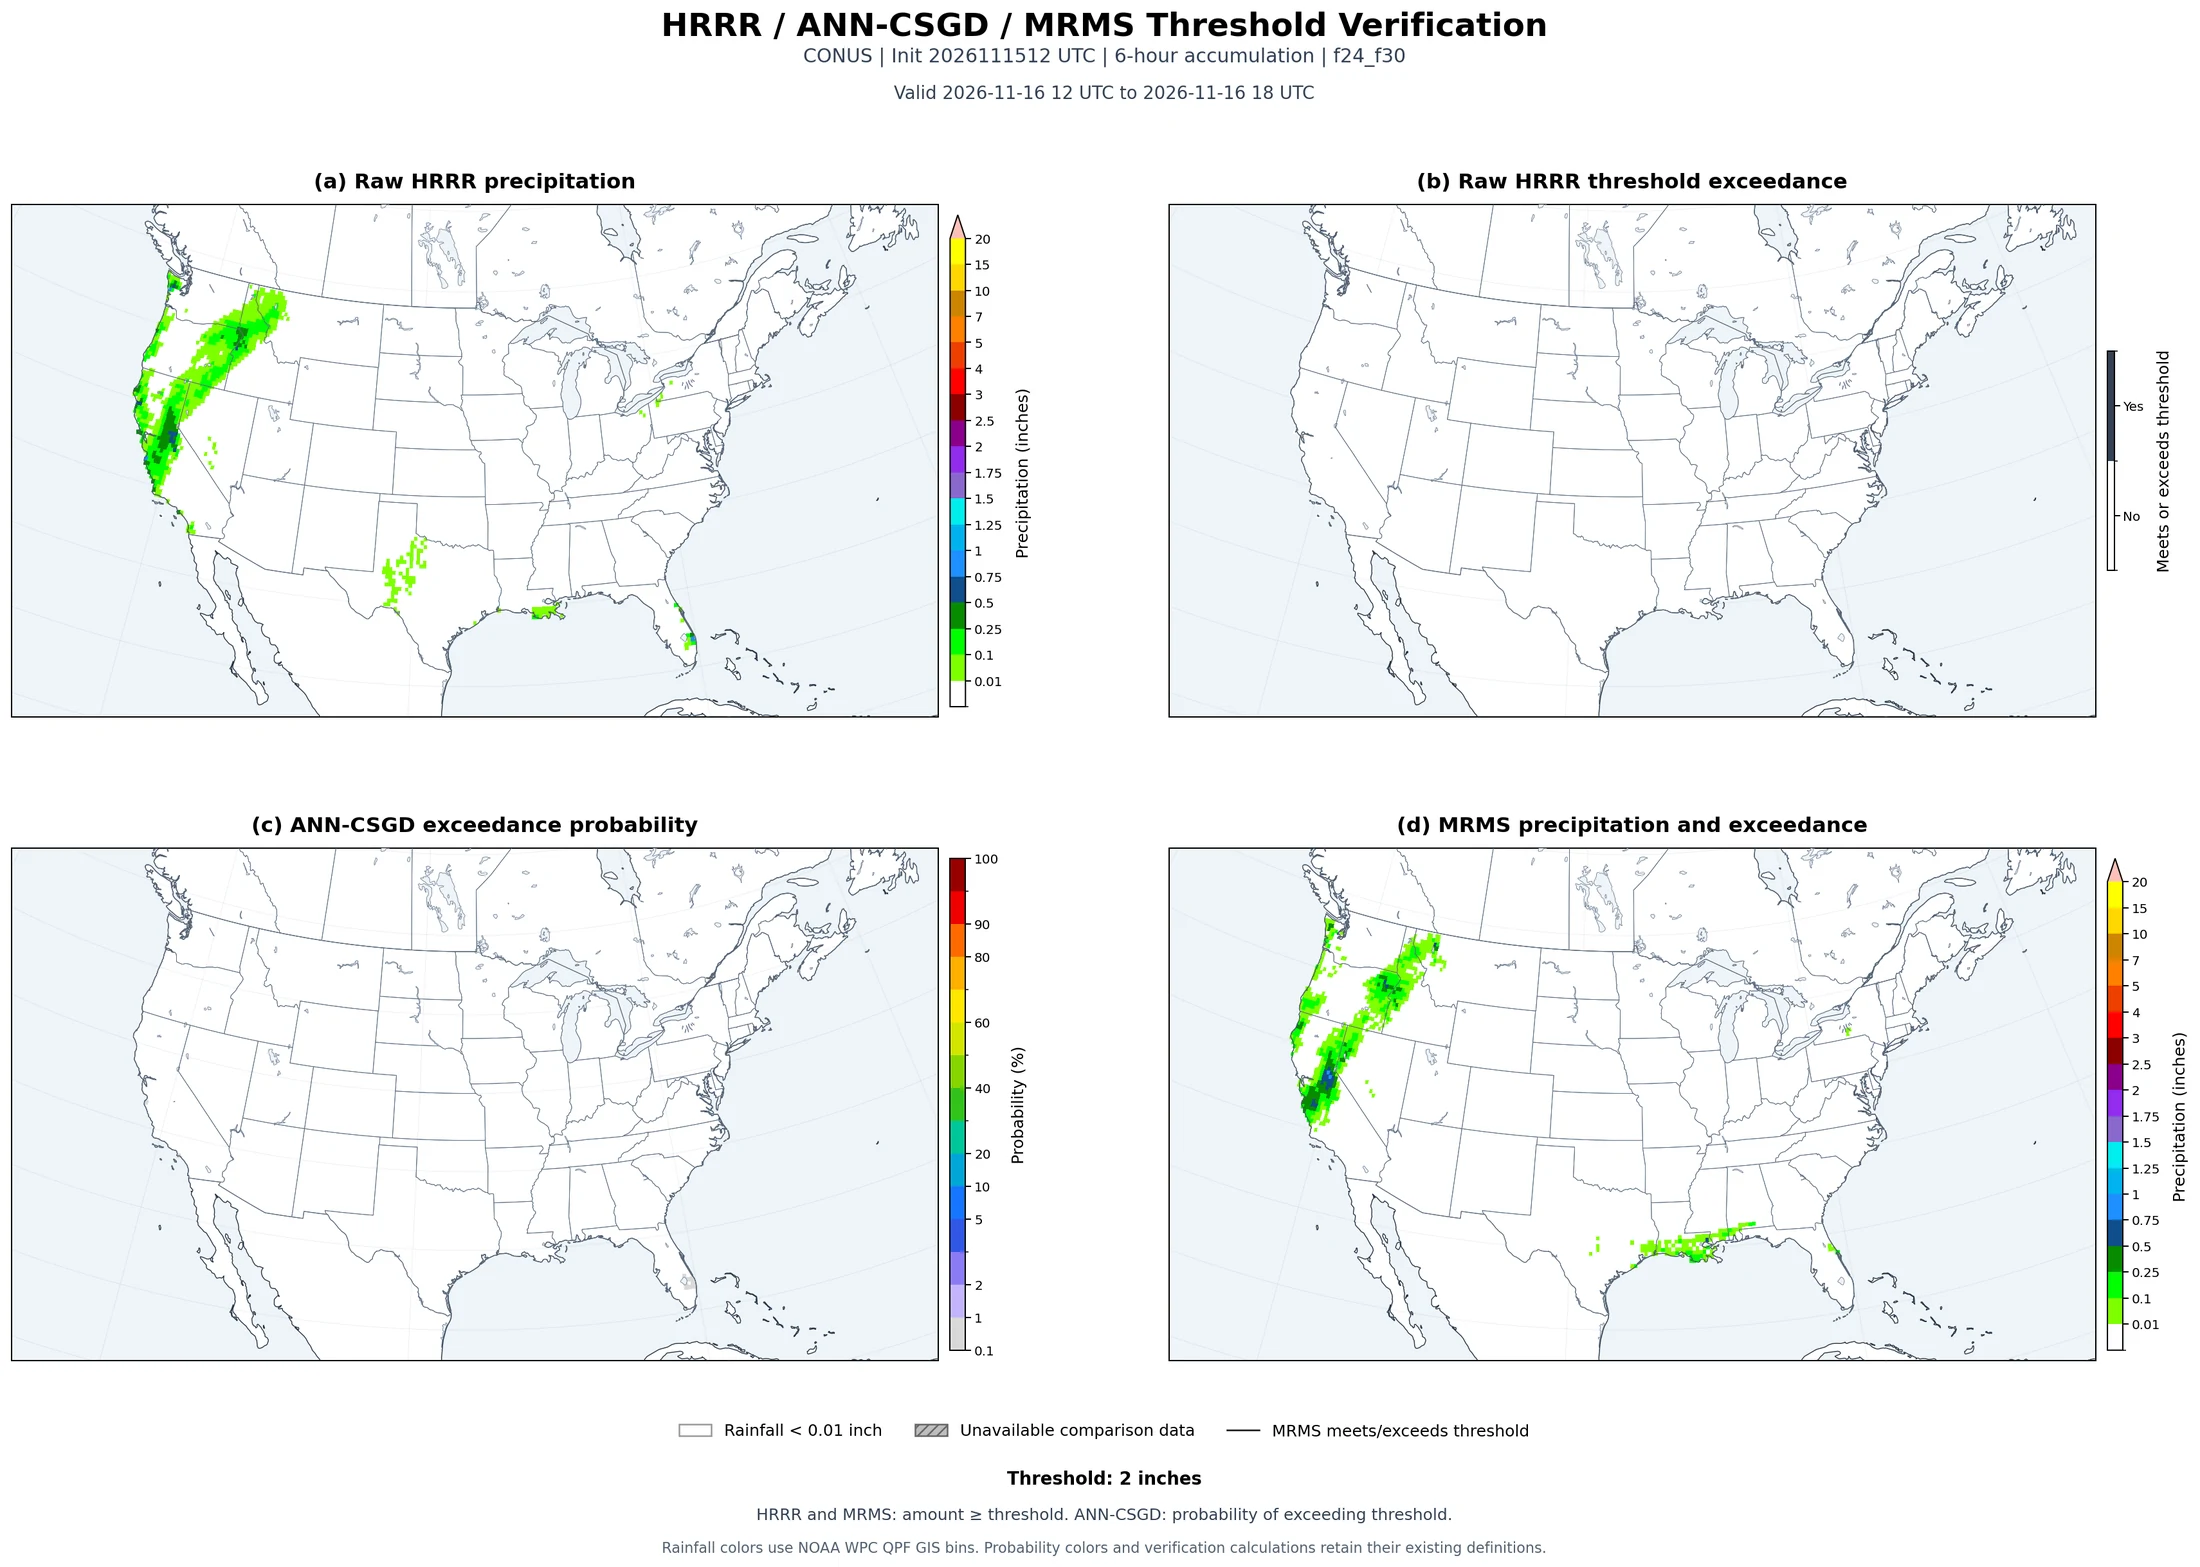 HRRR / ANN-CSGD / MRMS Threshold Verification
CONUS | Init 2026111512 UTC | 6-hour accumulation | f24_f30
Valid 2026-11-16 12 UTC to 2026-11-16 18 UTC
(a) Raw HRRR precipitation
20
15
10
7
5
4
3
2.5
2
1.75
1.5
1.25
1
0.75
0.5
0.25
0.1
0.01
Precipitation (inches)
(b) Raw HRRR threshold exceedance
Yes
No
Meets or exceeds threshold
(c) ANN-CSGD exceedance probability
100
90
80
60
40
20
10
5
2
1
0.1
Probability (%)
(d) MRMS precipitation and exceedance
20
15
10
7
5
4
3
2.5
2
1.75
1.5
1.25
1
0.75
0.5
0.25
0.1
0.01
Precipitation (inches)
Rainfall < 0.01 inch
Unavailable comparison data
MRMS meets/exceeds threshold
Threshold: 2 inches
HRRR and MRMS: amount ≥ threshold. ANN-CSGD: probability of exceeding threshold.
Rainfall colors use NOAA WPC QPF GIS bins. Probability colors and verification calculations retain their existing definitions.